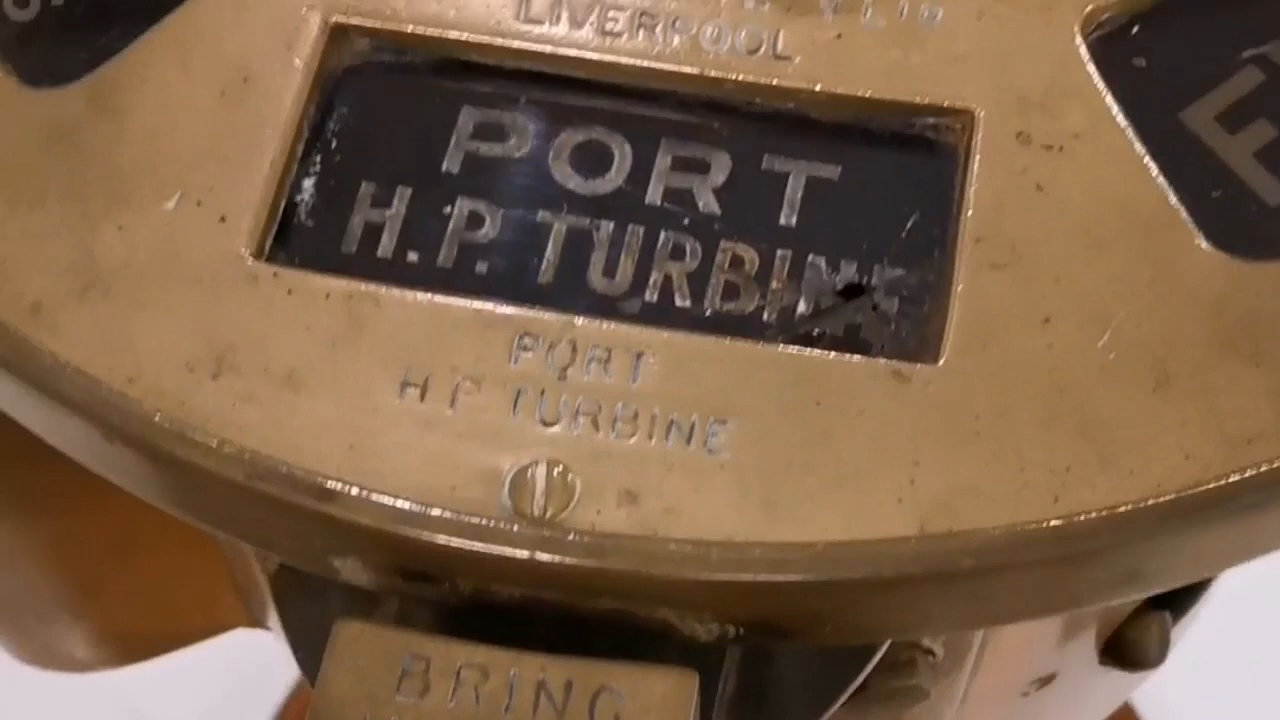 LIVERPOOL
PORT
H.P. TURBINE
PORT
H P TURBINE
BRING